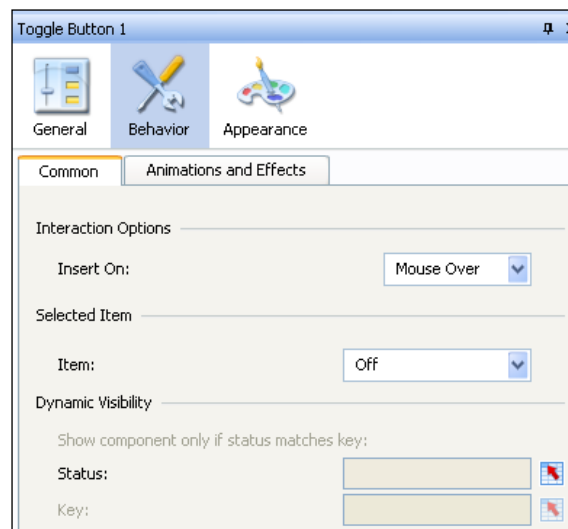 Toggle Button 1
General Behavior Appearance
Common Animations and Effects
Interaction Options
Insert On: Mouse Over
Selected Item
Item: Off
Dynamic Visibility
Show component only if status matches key:
Status:
Key: